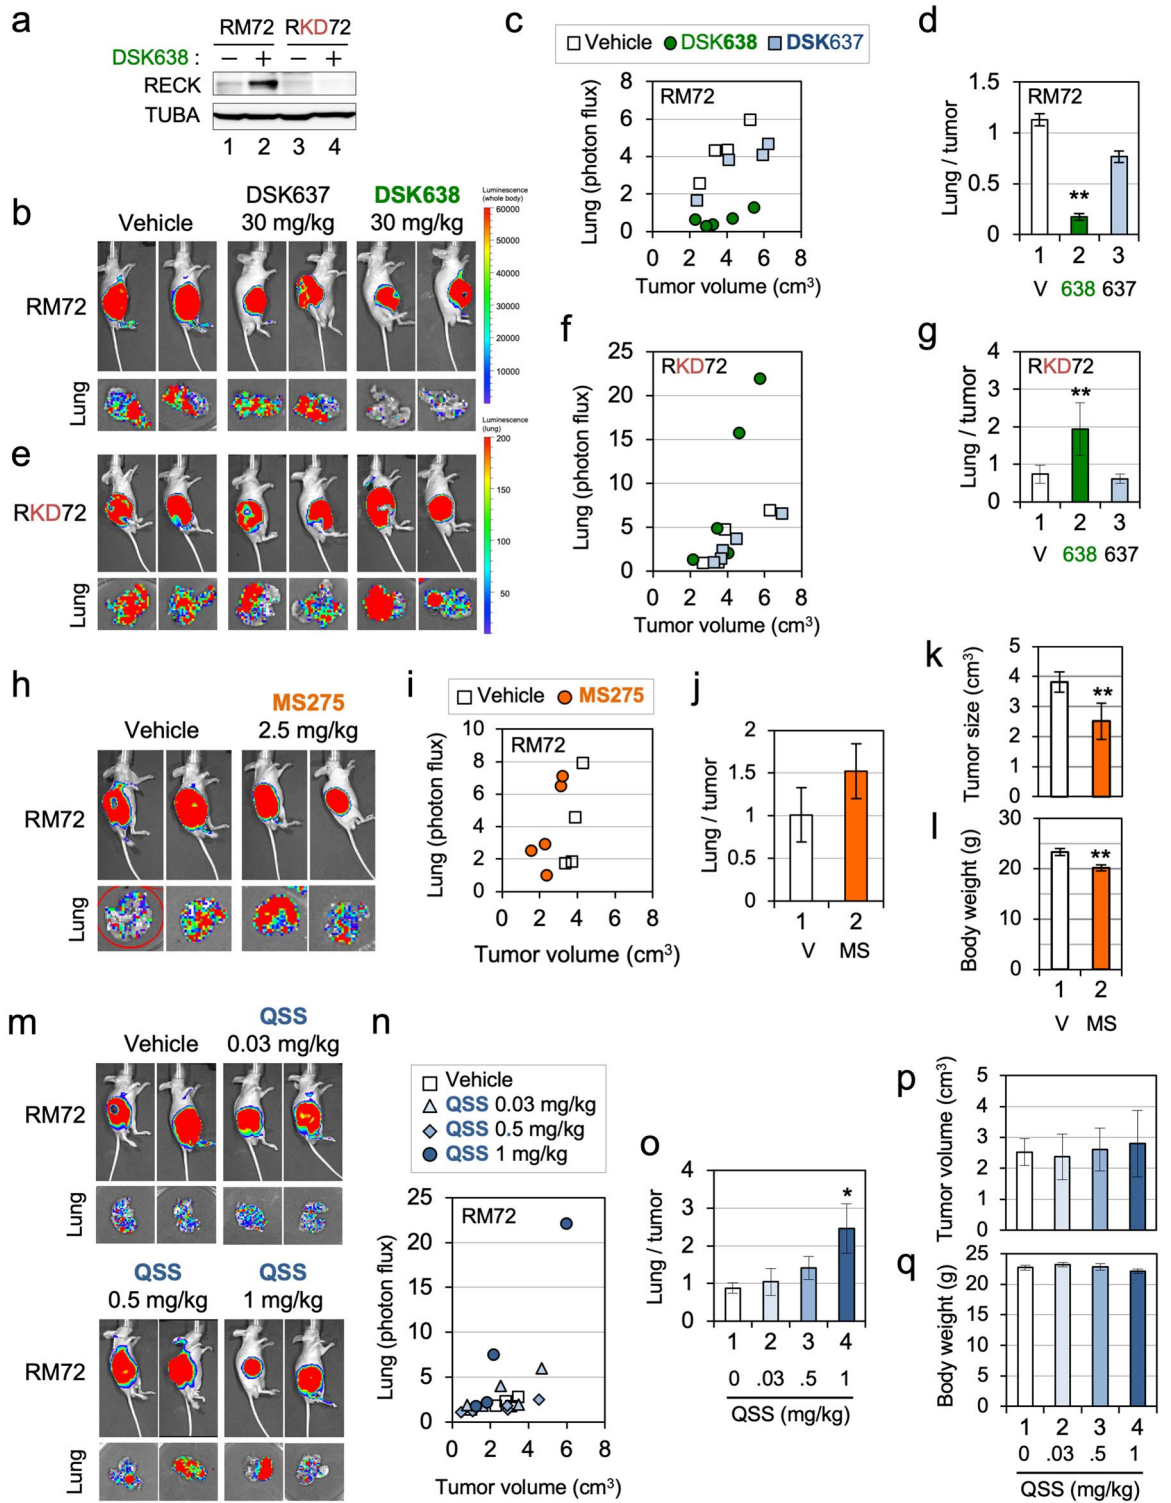 a
RM72 RKD72
DSK638 : − + − +
RECK
TUBA
1 2 3 4
b
Vehicle
DSK637
30 mg/kg
DSK638
30 mg/kg
Luminescence
(whole body)
60000
50000
40000
30000
20000
10000
RM72
Lung
c
Vehicle DSK638 DSK637
RM72
Lung (photon flux)
8
6
4
2
0
0 2 4 6 8
Tumor volume (cm³)
d
RM72
Lung / tumor
1.5
1
0.5
0
**
1 2 3
V 638 637
e
RKD72
Lung
Luminescence
(lung)
200
150
100
50
f
RKD72
Lung (photon flux)
25
20
15
10
5
0
0 2 4 6 8
Tumor volume (cm³)
g
RKD72
Lung / tumor
4
3
2
1
0
**
1 2 3
V 638 637
h
Vehicle
MS275
2.5 mg/kg
RM72
Lung
i
Vehicle MS275
RM72
Lung (photon flux)
10
8
6
4
2
0
0 2 4 6 8
Tumor volume (cm³)
j
Lung / tumor
2
1.5
1
0.5
0
1 2
V MS
k
Tumor size (cm³)
5
4
3
2
1
0
**
l
Body weight (g)
30
20
10
0
**
1 2
V MS
m
Vehicle
QSS
0.03 mg/kg
RM72
Lung
QSS
0.5 mg/kg
QSS
1 mg/kg
RM72
Lung
n
Vehicle
QSS 0.03 mg/kg
QSS 0.5 mg/kg
QSS 1 mg/kg
RM72
Lung (photon flux)
25
20
15
10
5
0
0 2 4 6 8
Tumor volume (cm³)
o
Lung / tumor
4
3
2
1
0
*
1 2 3 4
0 .03 .5 1
QSS (mg/kg)
p
Tumor volume (cm³)
5
4
3
2
1
0
q
Body weight (g)
25
20
15
10
5
0
1 2 3 4
0 .03 .5 1
QSS (mg/kg)